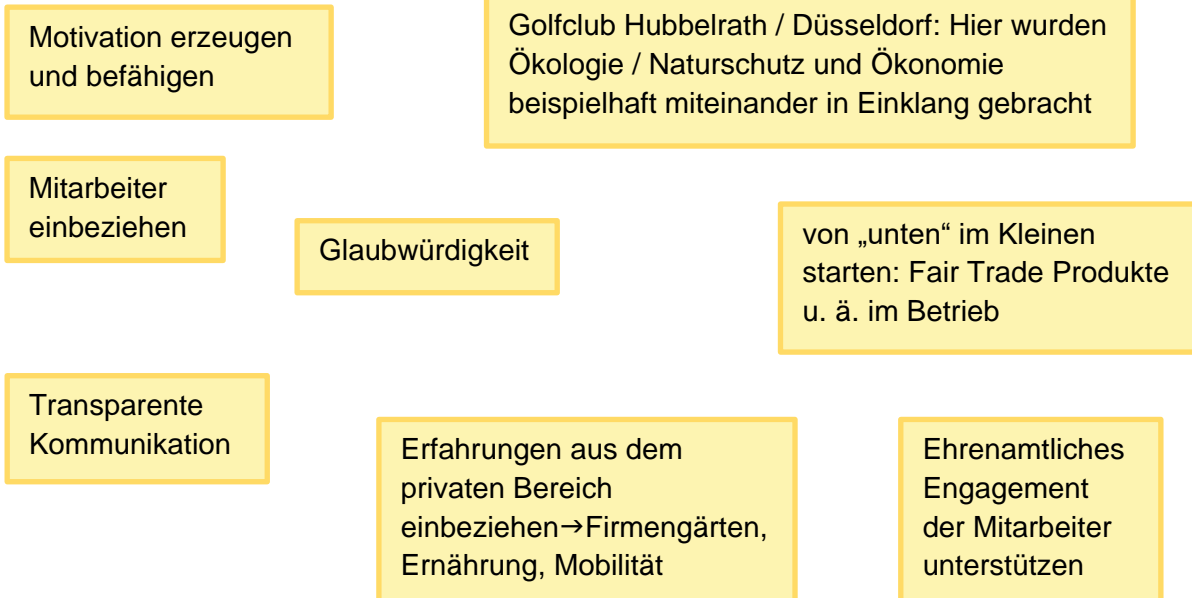 Motivation erzeugen
und befähigen
Golfclub Hubbelrath / Düsseldorf: Hier wurden
Ökologie / Naturschutz und Ökonomie
beispielhaft miteinander in Einklang gebracht
Mitarbeiter
einbeziehen
Glaubwürdigkeit
von „unten“ im Kleinen
starten: Fair Trade Produkte
u. ä. im Betrieb
Transparente
Kommunikation
Erfahrungen aus dem
privaten Bereich
einbeziehen→Firmengärten,
Ernährung, Mobilität
Ehrenamtliches
Engagement
der Mitarbeiter
unterstützen